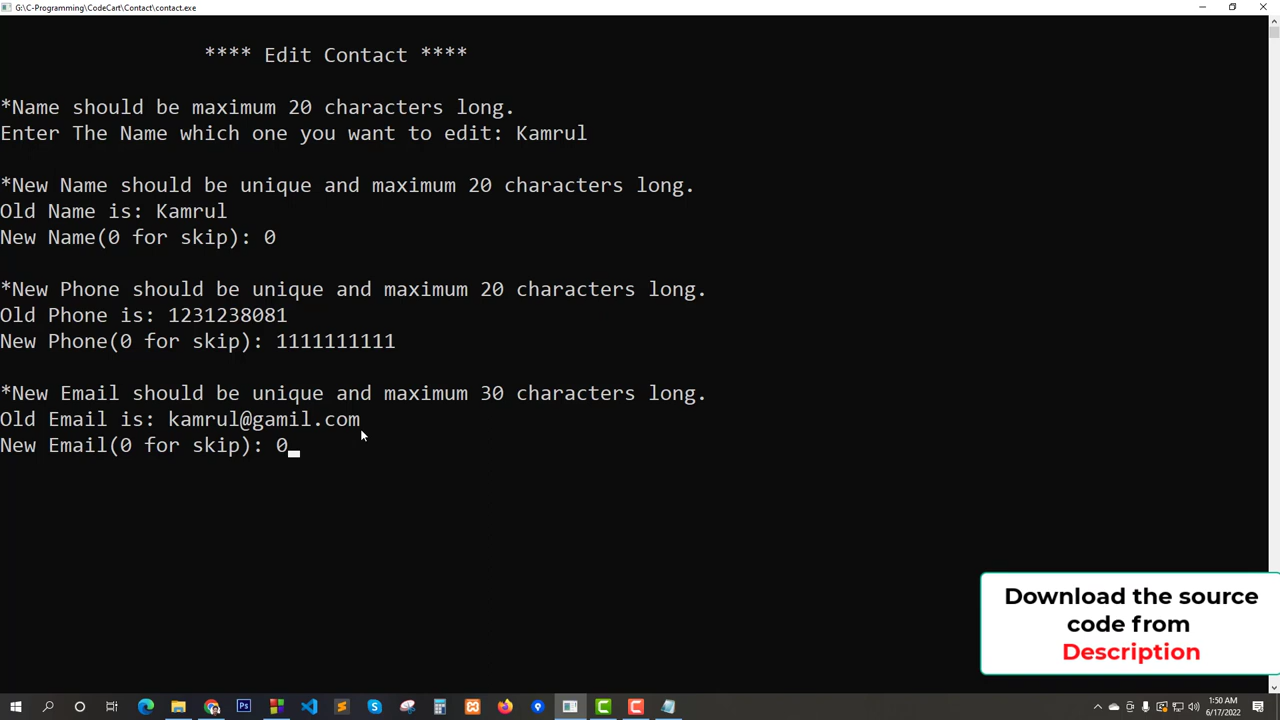 G:\C-Programming\CodeCart\Contact\contact.exe
**** Edit Contact ****
*Name should be maximum 20 characters long.
Enter The Name which one you want to edit: Kamrul
*New Name should be unique and maximum 20 characters long.
Old Name is: Kamrul
New Name(0 for skip): 0
*New Phone should be unique and maximum 20 characters long.
Old Phone is: 1231238081
New Phone(0 for skip): 1111111111
*New Email should be unique and maximum 30 characters long.
Old Email is: kamrul@gamil.com
New Email(0 for skip): 0
Download the source
code from
Description
Ps
1:50 AM
6/17/2022